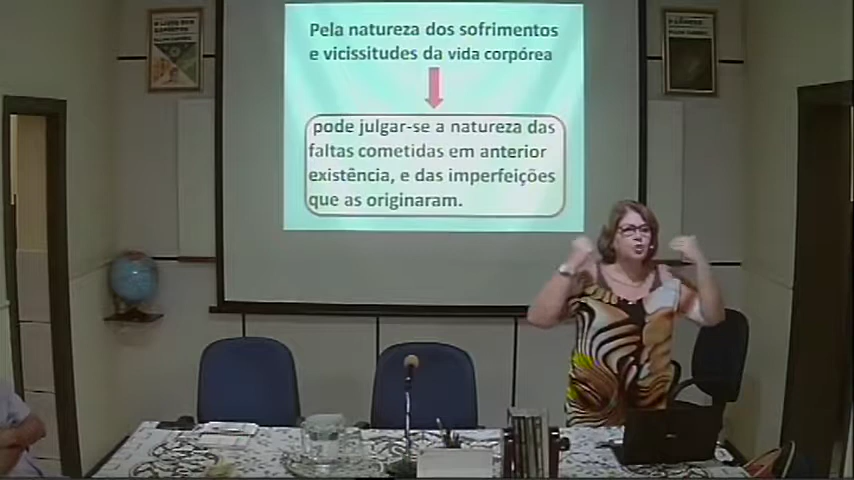 Pela natureza dos sofrimentos
e vicissitudes da vida corpórea
pode julgar-se a natureza das
faltas cometidas em anterior
existência, e das imperfeições
que as originaram.